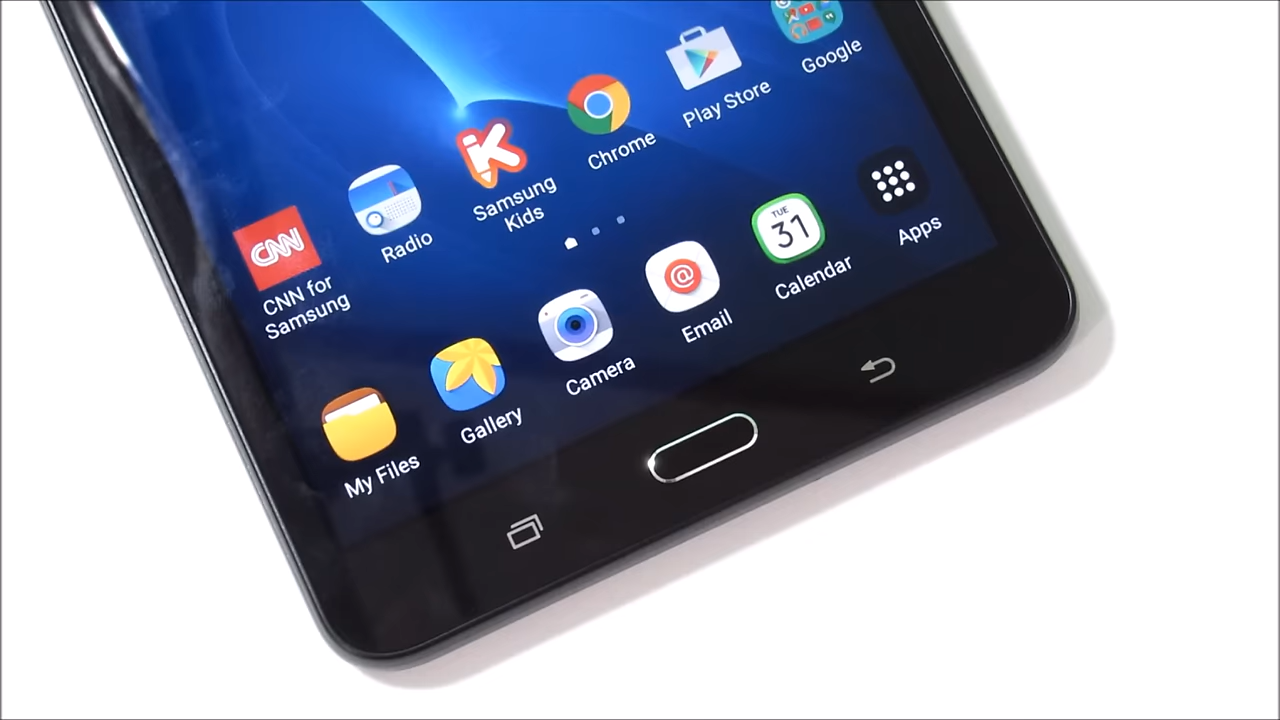 Google
Play Store
Chrome
Samsung
Kids
Radio
CNN
CNN for
Samsung
Apps
TUE
31
Calendar
@
Email
Camera
Gallery
My Files